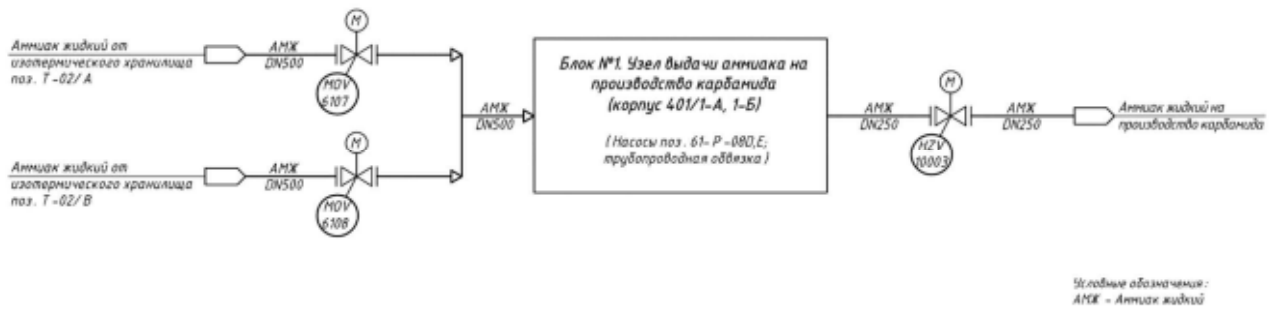 Аммиак жидкий от
изотермического хранилища
поз. Т-02/А
АМЖ
DN500
M
MOV
6107
Аммиак жидкий от
изотермического хранилища
поз. Т-02/В
АМЖ
DN500
M
MOV
6108
АМЖ
DN500
Блок №1. Узел выдачи аммиака на
производство карбамида
(корпус 401/1-А, 1-Б)
(Насосы поз. 61-Р-08D,E;
трубопроводная обвязка)
АМЖ
DN250
M
HZV
10003
АМЖ
DN250
Аммиак жидкий на
производство карбамида
Условные обозначения:
АМЖ - Аммиак жидкий